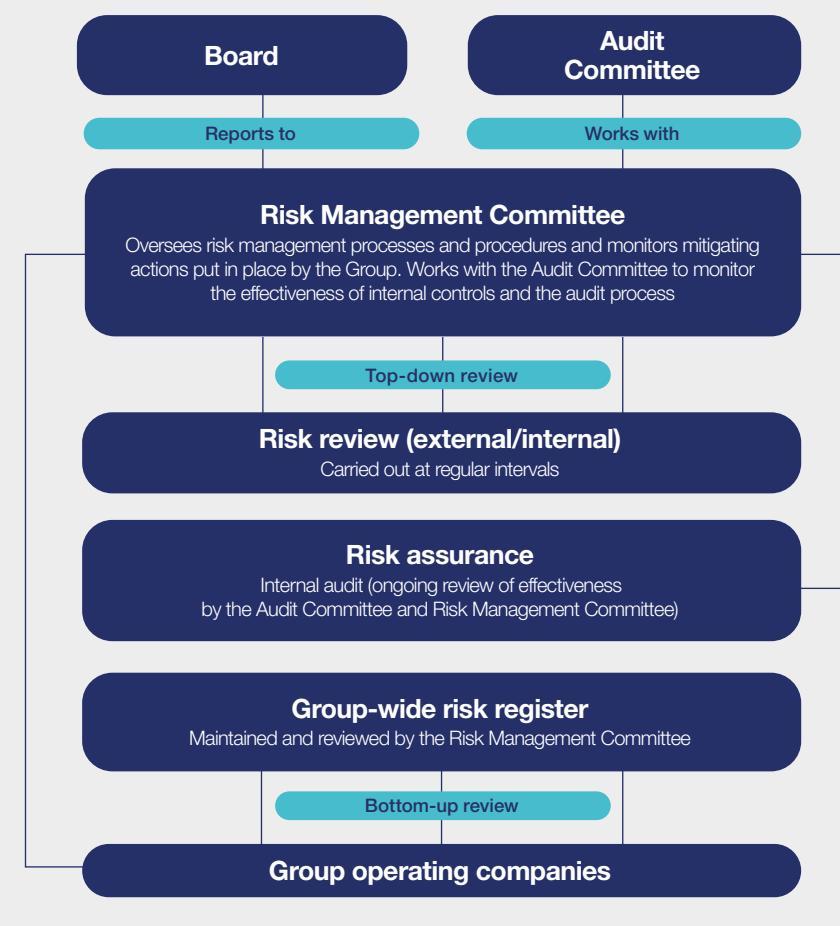 Board
Audit
Committee
Reports to
Works with
Risk Management Committee
Oversees risk management processes and procedures and monitors mitigating
actions put in place by the Group. Works with the Audit Committee to monitor
the effectiveness of internal controls and the audit process
Top-down review
Risk review (external/internal)
Carried out at regular intervals
Risk assurance
Internal audit (ongoing review of effectiveness
by the Audit Committee and Risk Management Committee)
Group-wide risk register
Maintained and reviewed by the Risk Management Committee
Bottom-up review
Group operating companies